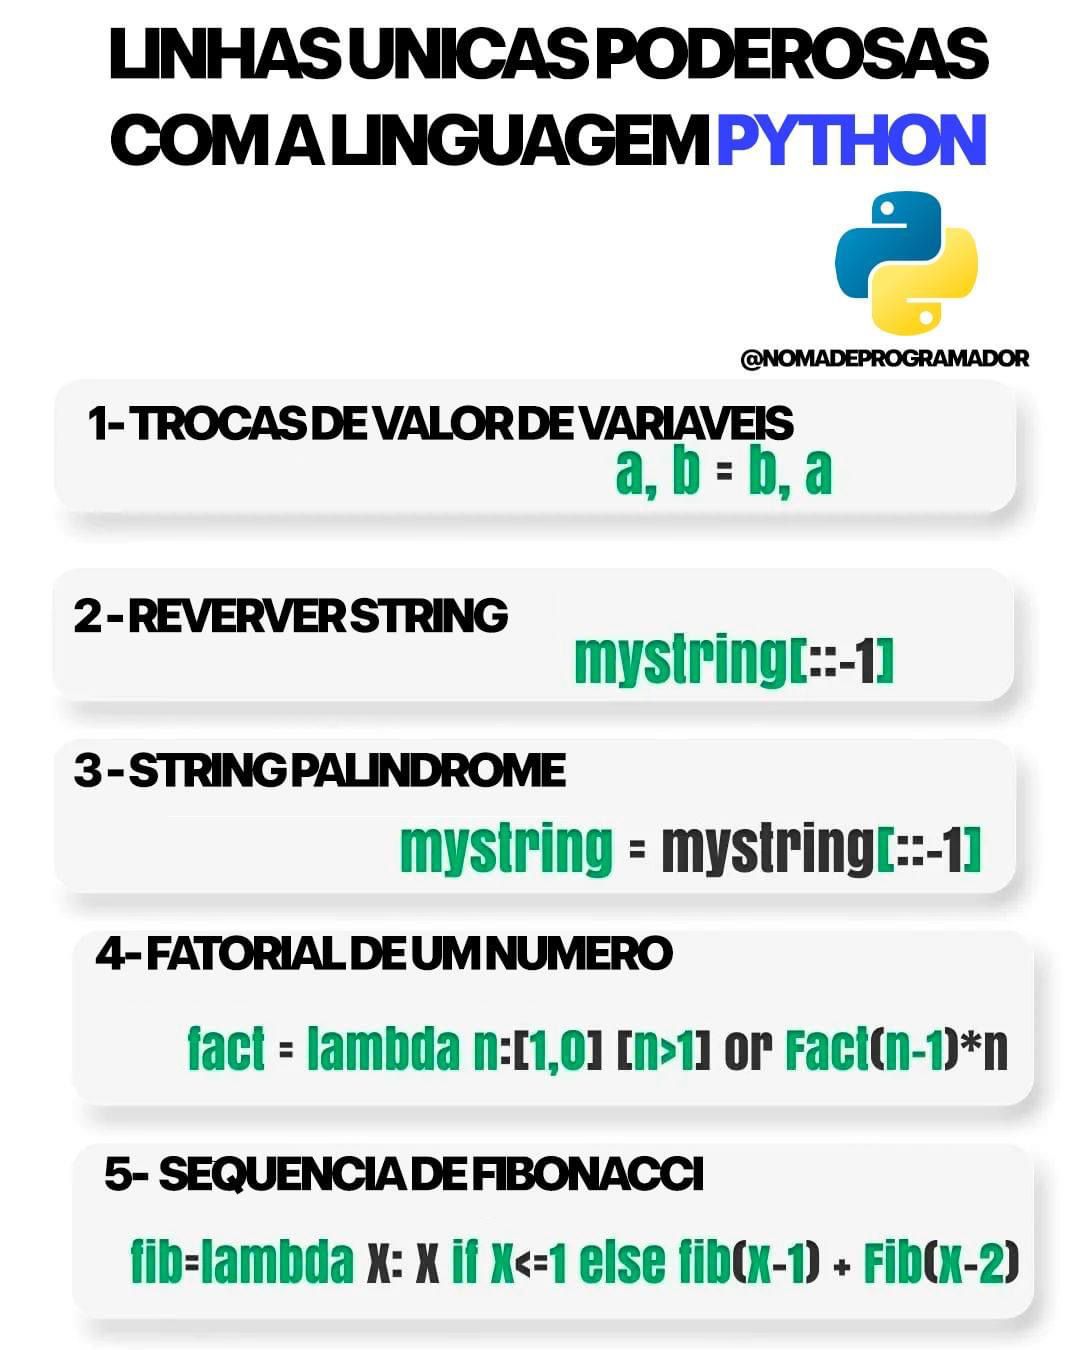 LINHAS UNICAS PODEROSAS
COM A LINGUAGEM PYTHON
@NOMADEPROGRAMADOR
1- TROCAS DE VALOR DE VARIAVEIS
a, b = b, a
2 - REVERVER STRING
mystring[::-1]
3 - STRING PALINDROME
mystring = mystring[::-1]
4- FATORIAL DE UM NUMERO
fact = lambda n:[1,0] [n>1] or Fact(n-1)*n
5- SEQUENCIA DE FIBONACCI
fib=lambda X: X if X<=1 else fib(x-1) + Fib(x-2)